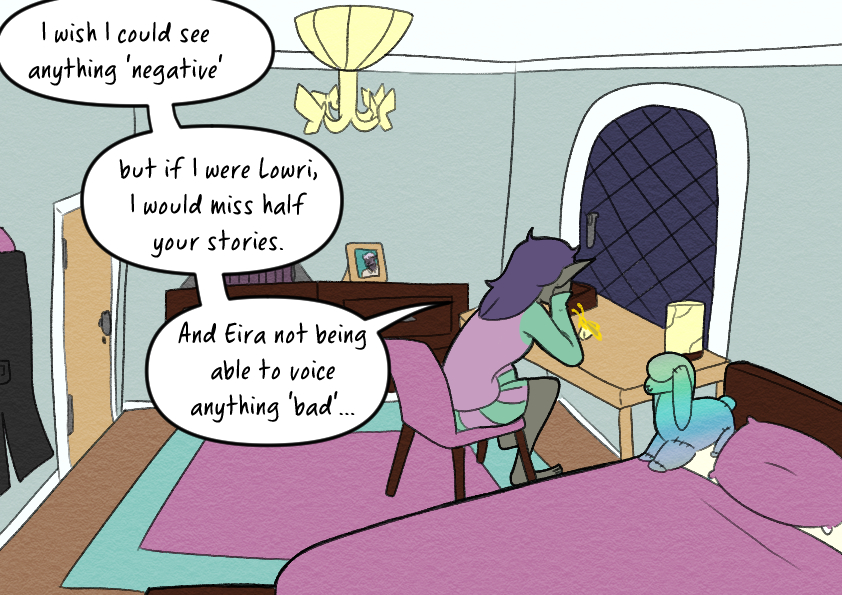 I wish I could see
anything 'negative'
but if I were Lowri,
I would miss half
your stories.
And Eira not being
able to voice
anything 'bad'...